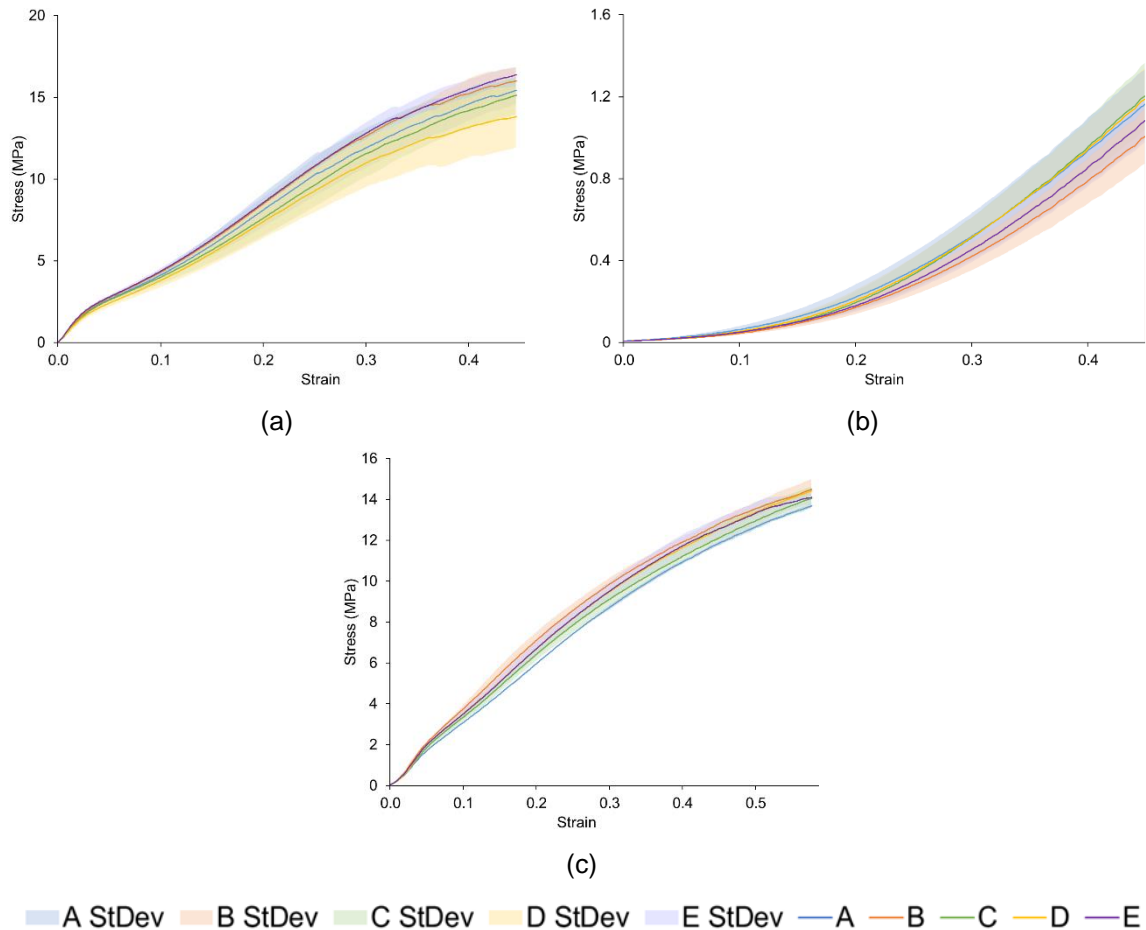 20
15
10
5
0
Stress (MPa)
0.0 0.1 0.2 0.3 0.4
Strain
(a)
1.6
1.2
0.8
0.4
0
Stress (MPa)
0.0 0.1 0.2 0.3 0.4
Strain
(b)
16
14
12
10
8
6
4
2
0
Stress (MPa)
0.0 0.1 0.2 0.3 0.4 0.5
Strain
(c)
A StDev B StDev C StDev D StDev E StDev A B C D E